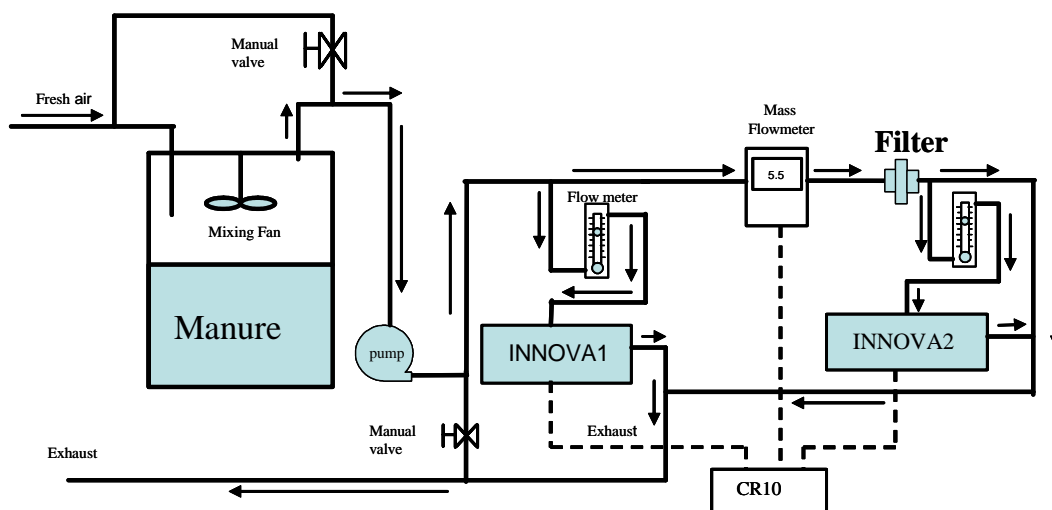 Manual
valve
Fresh air
Mass
Flowmeter
Filter
5.5
Flow meter
Mixing Fan
Manure
pump
INNOVA1
INNOVA2
Manual
valve
Exhaust
Exhaust
CR10